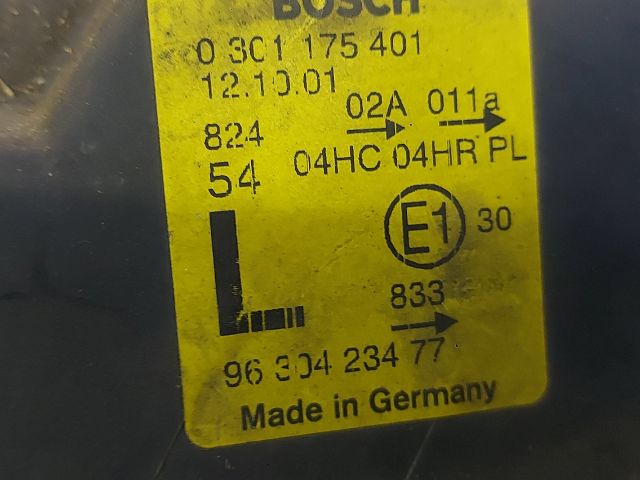 BOSCH
0 301 175 401
12.10.01
824 02A 011a
54 04HC 04HR PL
L E1 30
833
96 304 234 77
Made in Germany